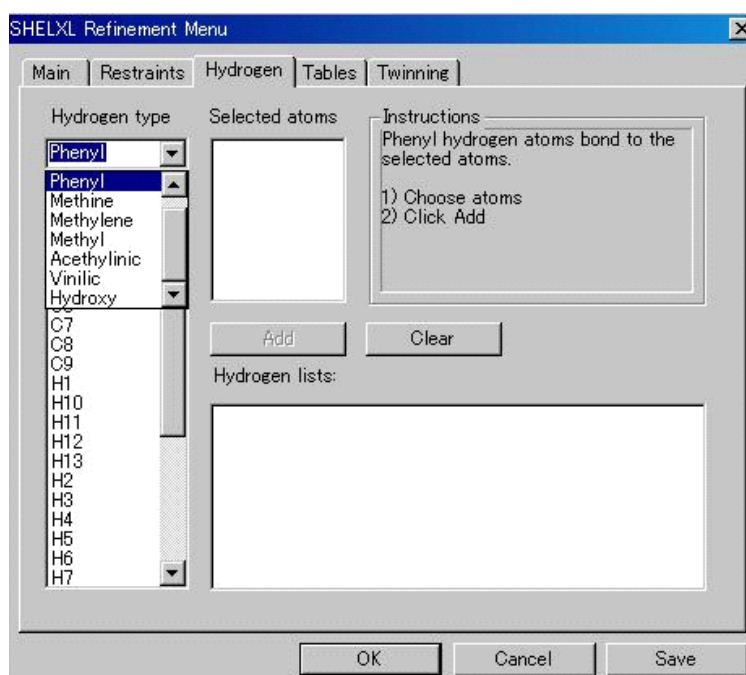 SHELXL Refinement Menu
Main
Restraints
Hydrogen
Tables
Twinning
Hydrogen type
Phenyl
Phenyl
Methine
Methylene
Methyl
Acethylinic
Vinilic
Hydroxy
C7
C8
C9
H1
H10
H11
H12
H13
H2
H3
H4
H5
H6
H7
Selected atoms
Instructions
Phenyl hydrogen atoms bond to the
selected atoms.
1) Choose atoms
2) Click Add
Add
Clear
Hydrogen lists:
OK
Cancel
Save